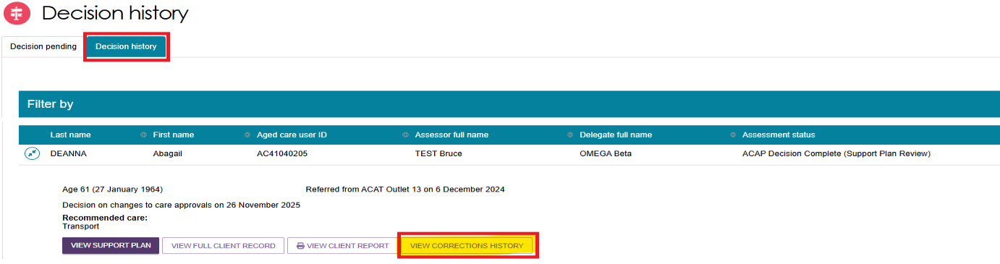 Decision history
Decision pending
Decision history
Filter by
Last name First name Aged care user ID Assessor full name Delegate full name Assessment status
DEANNA Abagail AC41040205 TEST Bruce OMEGA Beta ACAP Decision Complete (Support Plan Review)
Age 61 (27 January 1964) Referred from ACAT Outlet 13 on 6 December 2024
Decision on changes to care approvals on 26 November 2025
Recommended care:
Transport
VIEW SUPPORT PLAN VIEW FULL CLIENT RECORD VIEW CLIENT REPORT VIEW CORRECTIONS HISTORY